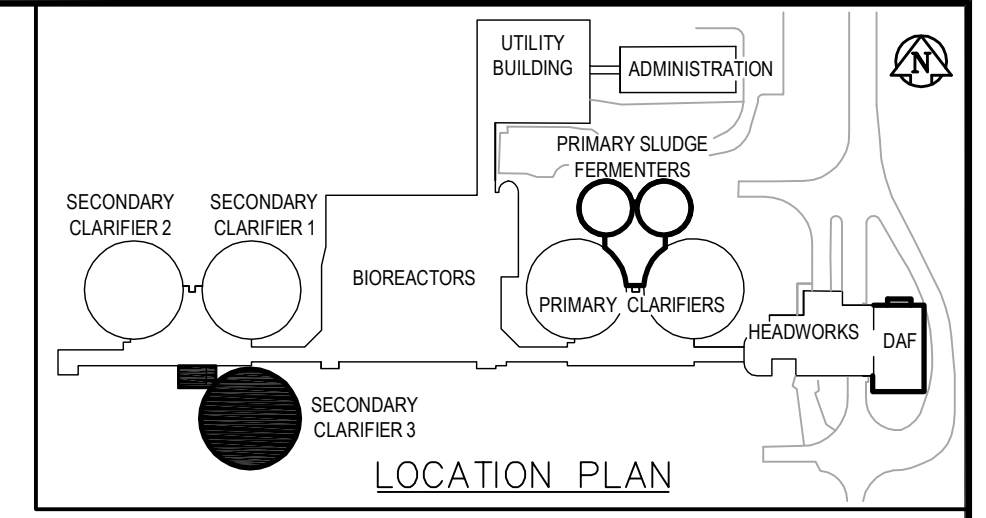 UTILITY
BUILDING
ADMINISTRATION
N
PRIMARY SLUDGE
FERMENTERS
SECONDARY
CLARIFIER 2
SECONDARY
CLARIFIER 1
BIOREACTORS
PRIMARY CLARIFIERS
HEADWORKS
DAF
SECONDARY
CLARIFIER 3
LOCATION PLAN